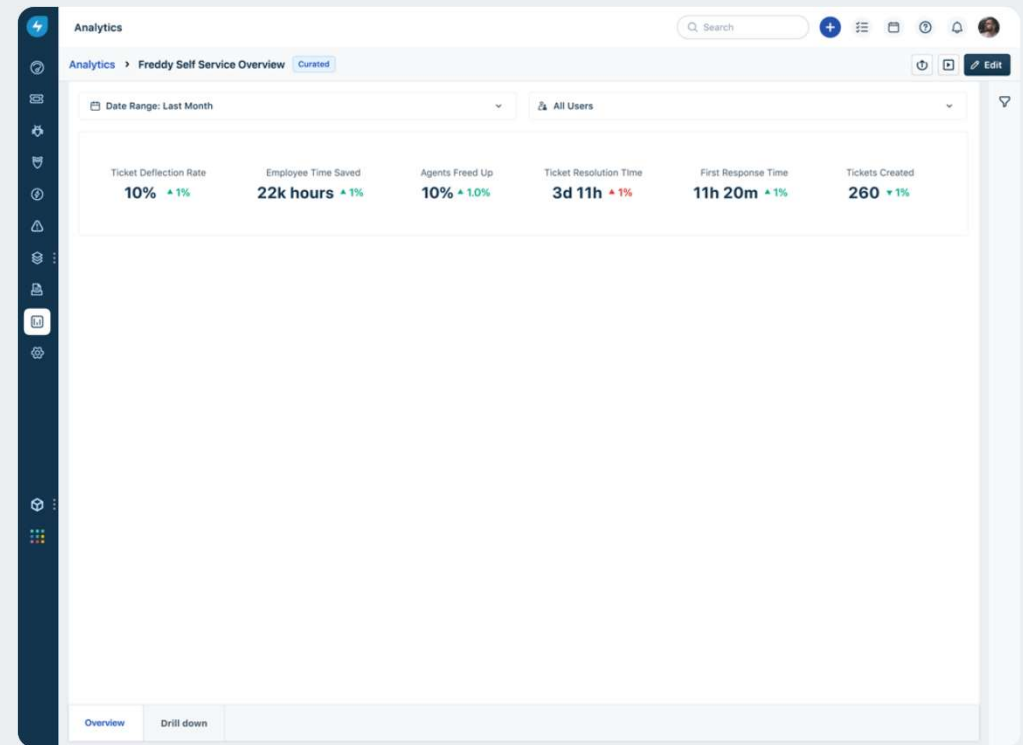 Analytics
Search
Analytics > Freddy Self Service Overview Curated
Edit
Date Range: Last Month
All Users
Ticket Deflection Rate
10% ▲ 1%
Employee Time Saved
22k hours ▲ 1%
Agents Freed Up
10% ▲ 1.0%
Ticket Resolution TIme
3d 11h ▲ 1%
First Response Time
11h 20m ▲ 1%
Tickets Created
260 ▼ 1%
Overview
Drill down